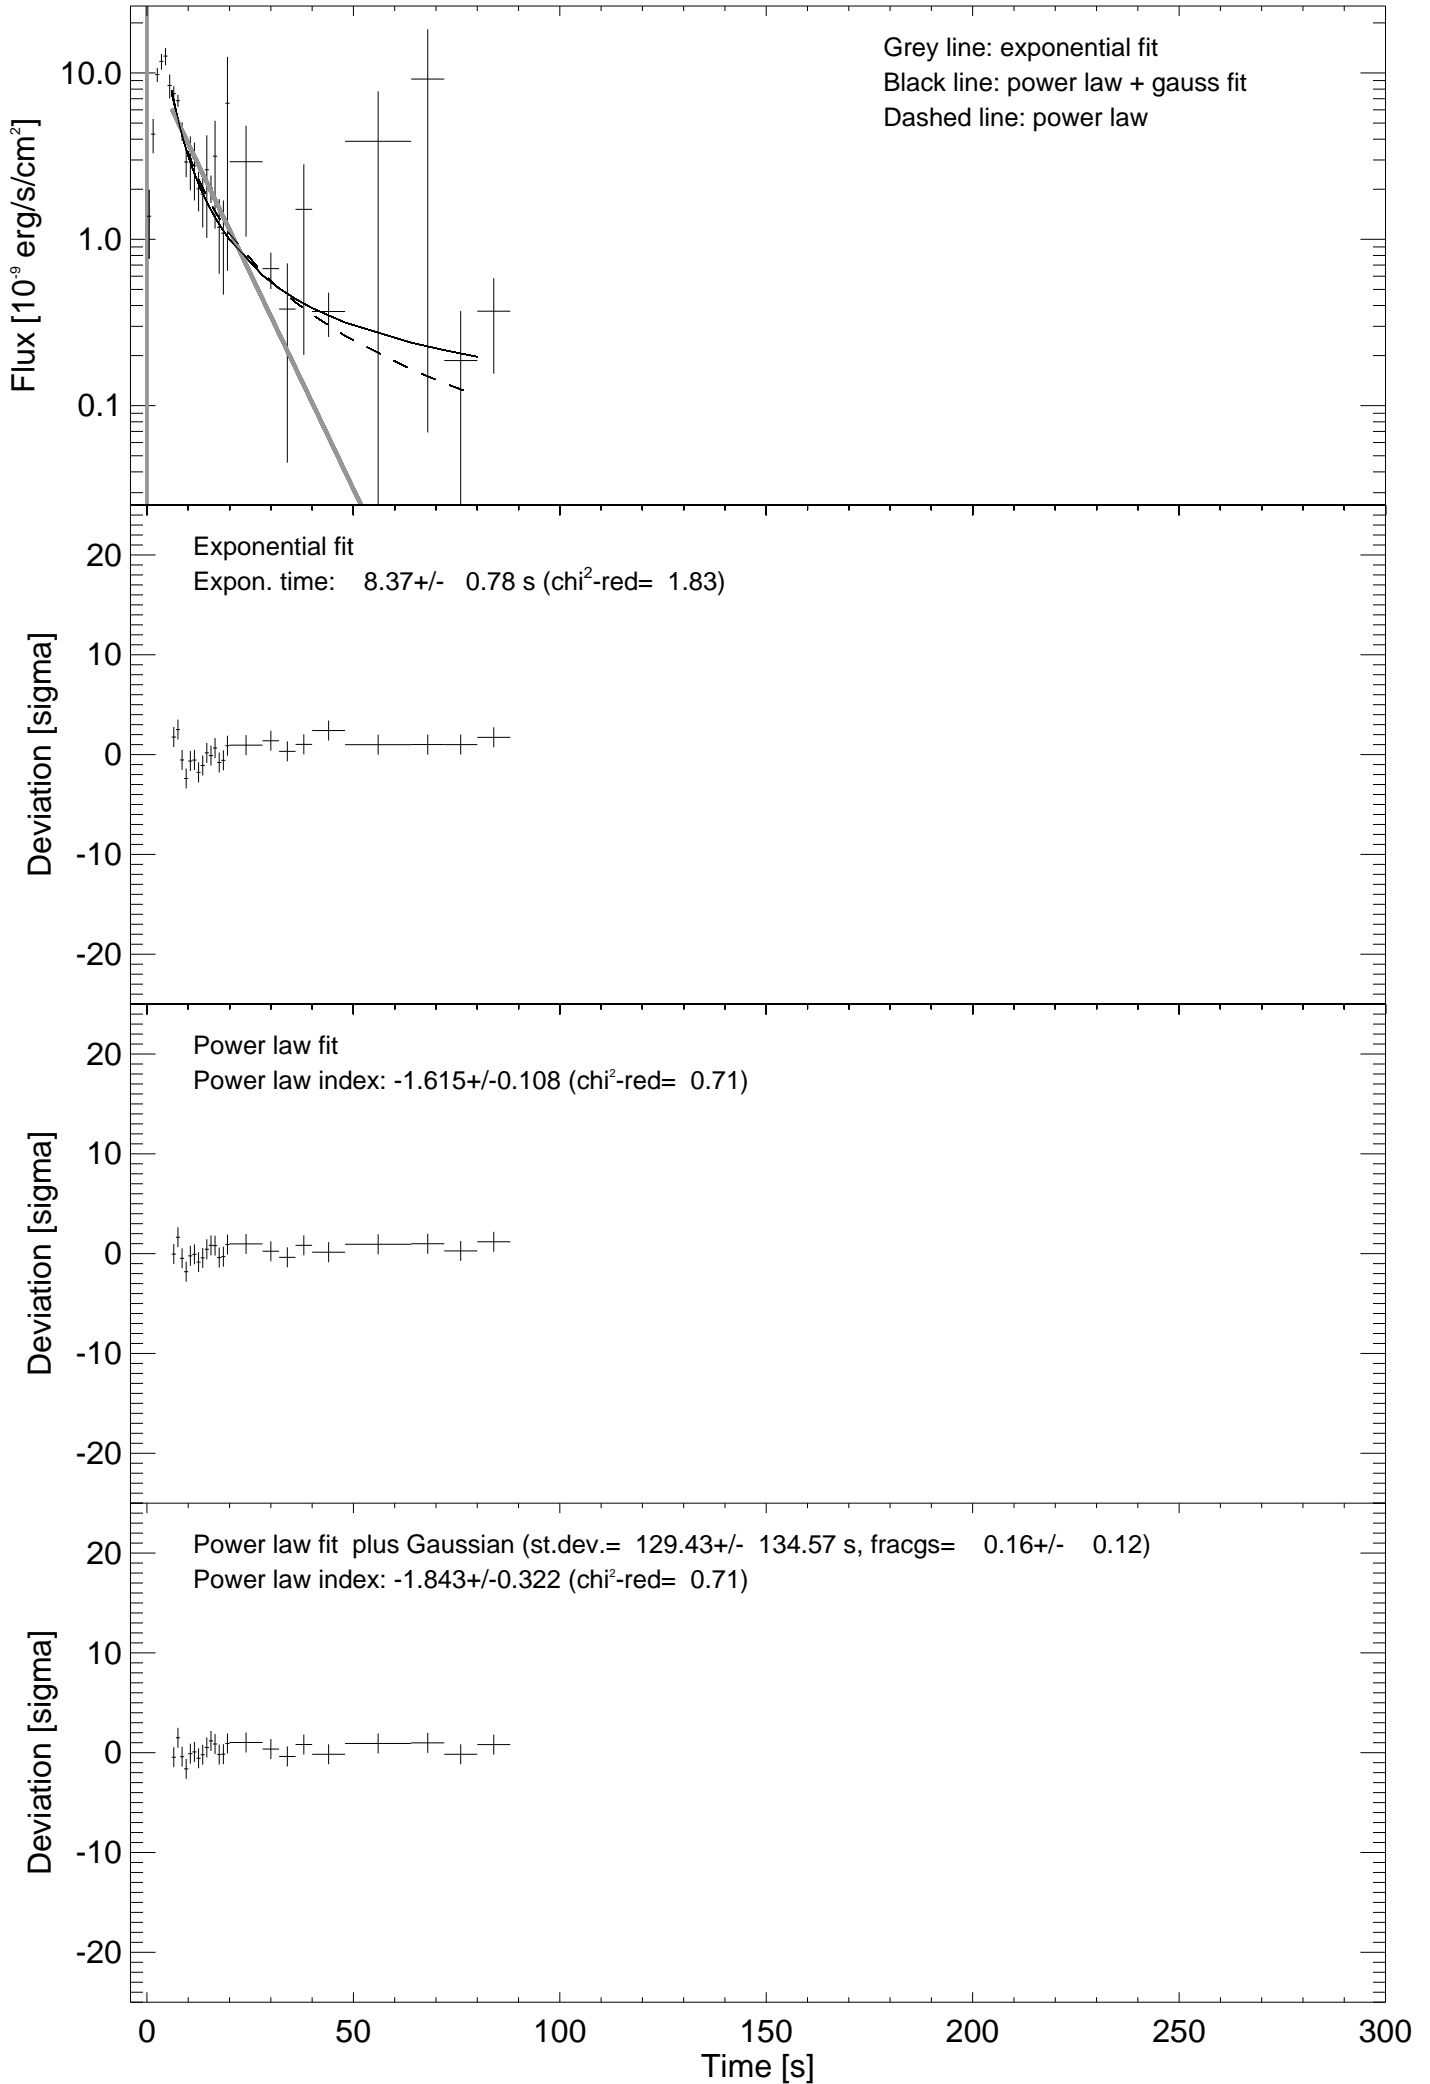 Grey line: exponential fit
Black line: power law + gauss fit
Dashed line: power law
10.0
1.0
0.1
Flux [10⁻⁹ erg/s/cm²]
Exponential fit
Expon. time: 8.37+/- 0.78 s (chi²-red= 1.83)
20
10
0
-10
-20
Deviation [sigma]
Power law fit
Power law index: -1.615+/-0.108 (chi²-red= 0.71)
20
10
0
-10
-20
Deviation [sigma]
Power law fit plus Gaussian (st.dev.= 129.43+/- 134.57 s, fracgs= 0.16+/- 0.12)
Power law index: -1.843+/-0.322 (chi²-red= 0.71)
20
10
0
-10
-20
Deviation [sigma]
0 50 100 150 200 250 300
Time [s]